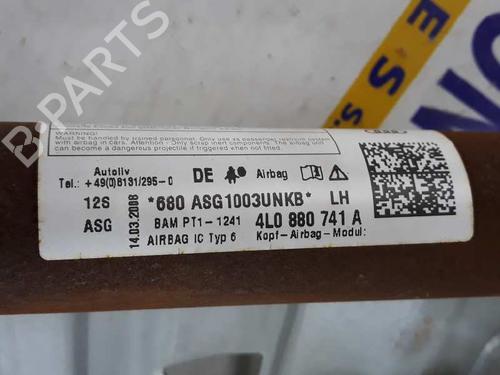 Must be handled by trained personnel. Only use as passenger restraint system
with airbag in cars. Attention: Only scrap inert components. The airbag unit can
become a dangerous projectile if triggered when not tied.
Autoliv
Tel.: +49(0)8131/295-0
DE
Airbag
12S
*680 ASG1003UNKB*
LH
ASG
14.03.2008
BAM PT1-1241
4L0 880 741 A
AIRBAG IC Typ 6
Kopf-Airbag-Modul:
B-PARTS